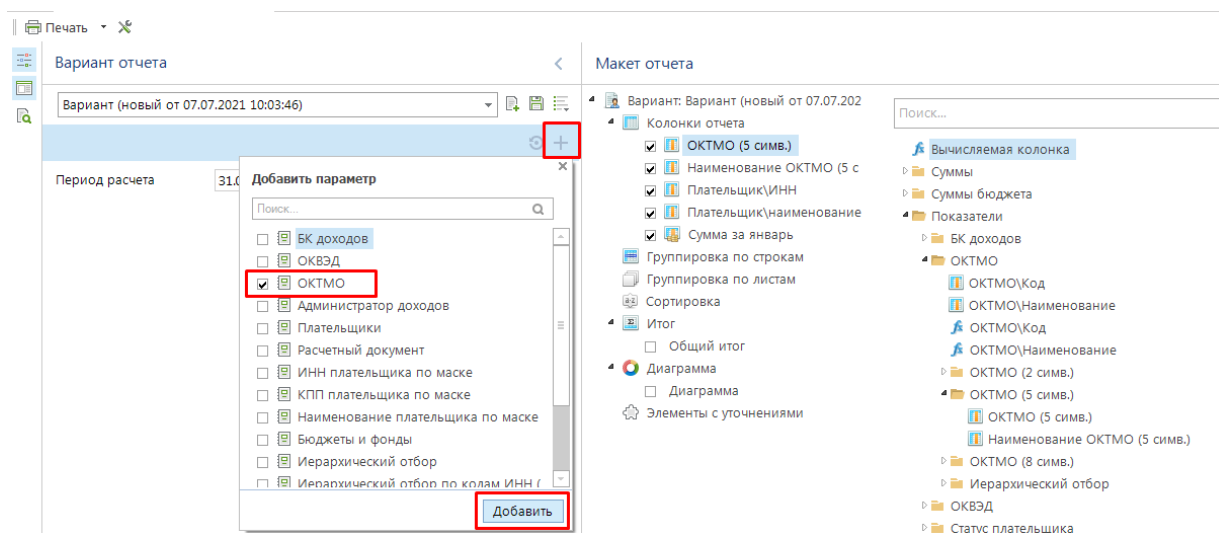 Печать
Вариант отчета
Вариант (новый от 07.07.2021 10:03:46)
Период расчета
31.0
Добавить параметр
Поиск...
БК доходов
ОКВЭД
ОКТМО
Администратор доходов
Плательщики
Расчетный документ
ИНН плательщика по маске
КПП плательщика по маске
Наименование плательщика по маске
Бюджеты и фонды
Иерархический отбор
Иерархический отбор по кодам ИНН (
Добавить
Макет отчета
Вариант: Вариант (новый от 07.07.202
Колонки отчета
ОКТМО (5 симв.)
Наименование ОКТМО (5 с
Плательщик\ИНН
Плательщик\наименование
Сумма за январь
Группировка по строкам
Группировка по листам
Сортировка
Итог
Общий итог
Диаграмма
Диаграмма
Элементы с уточнениями
Поиск...
Вычисляемая колонка
Суммы
Суммы бюджета
Показатели
БК доходов
ОКТМО
ОКТМО\Код
ОКТМО\Наименование
ОКТМО\Код
ОКТМО\Наименование
ОКТМО (2 симв.)
ОКТМО (5 симв.)
ОКТМО (5 симв.)
Наименование ОКТМО (5 симв.)
ОКТМО (8 симв.)
Иерархический отбор
ОКВЭД
Статус плательщика